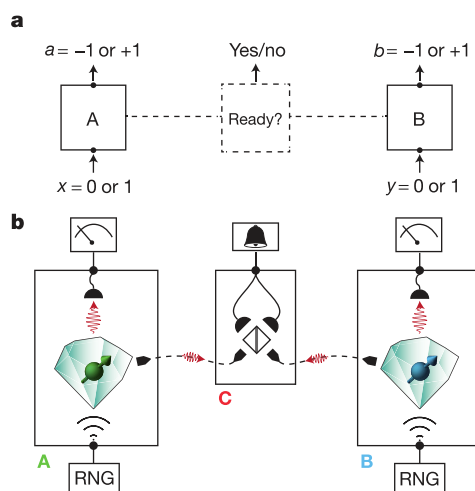 a
a = −1 or +1
Yes/no
b = −1 or +1
A
Ready?
B
x = 0 or 1
y = 0 or 1
b
C
A
B
RNG
RNG